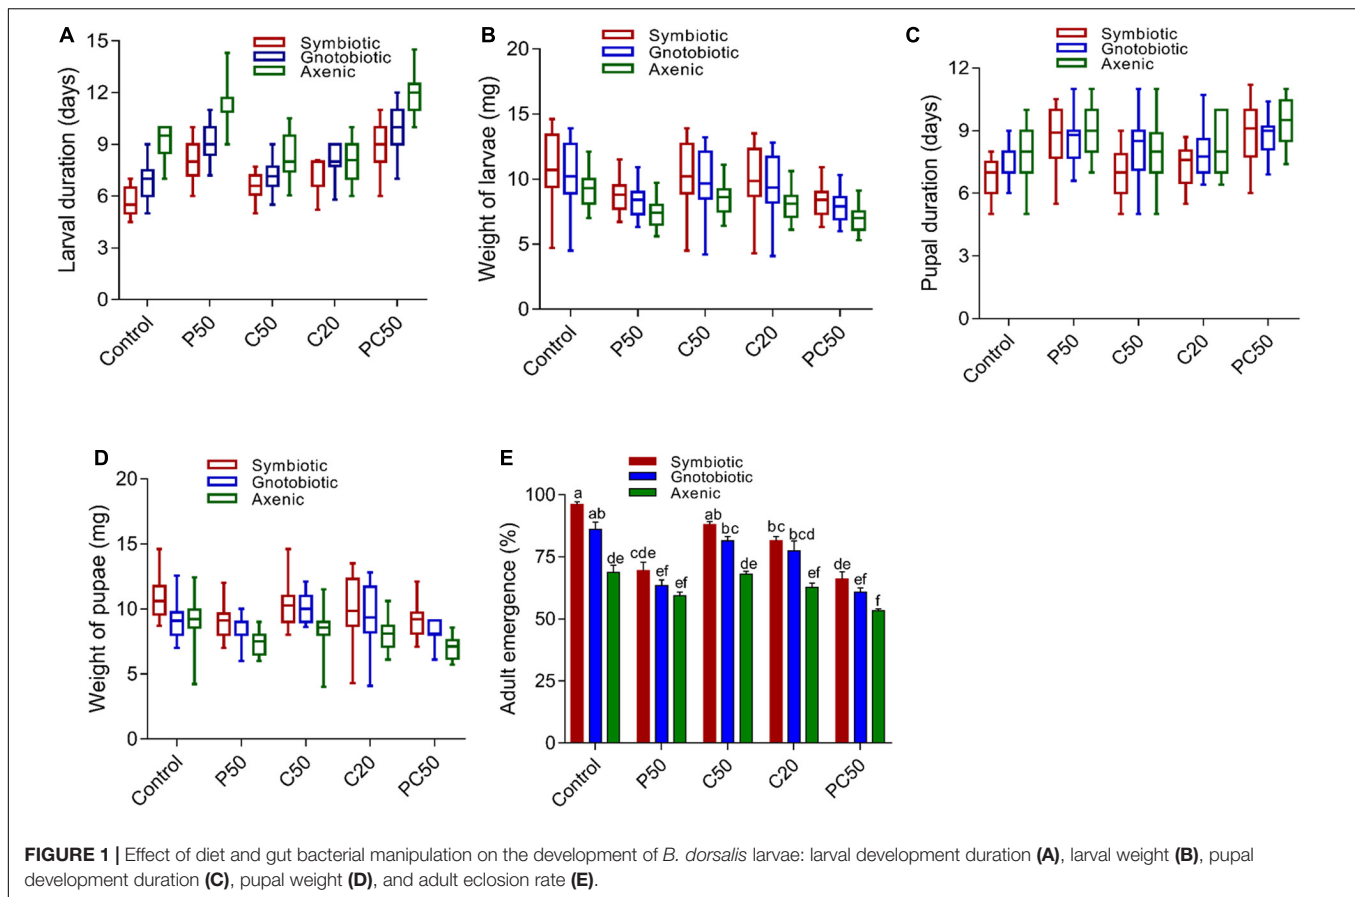 A
Symbiotic
Gnotobiotic
Axenic
Larval duration (days)
15
12
9
6
3
0
Control
P50
C50
C20
PC50
B
Symbiotic
Gnotobiotic
Axenic
Weight of larvae (mg)
20
15
10
5
0
Control
P50
C50
C20
PC50
C
Symbiotic
Gnotobiotic
Axenic
Pupal duration (days)
12
9
6
3
0
Control
P50
C50
C20
PC50
D
Symbiotic
Gnotobiotic
Axenic
Weight of pupae (mg)
20
15
10
5
0
Control
P50
C50
C20
PC50
E
Symbiotic
Gnotobiotic
Axenic
Adult emergence (%)
100
75
50
25
0
a ab de
cde ef ef
ab bc de
bc bcd ef
de ef f
Control
P50
C50
C20
PC50
FIGURE 1 | Effect of diet and gut bacterial manipulation on the development of B. dorsalis larvae: larval development duration (A), larval weight (B), pupal
development duration (C), pupal weight (D), and adult eclosion rate (E).